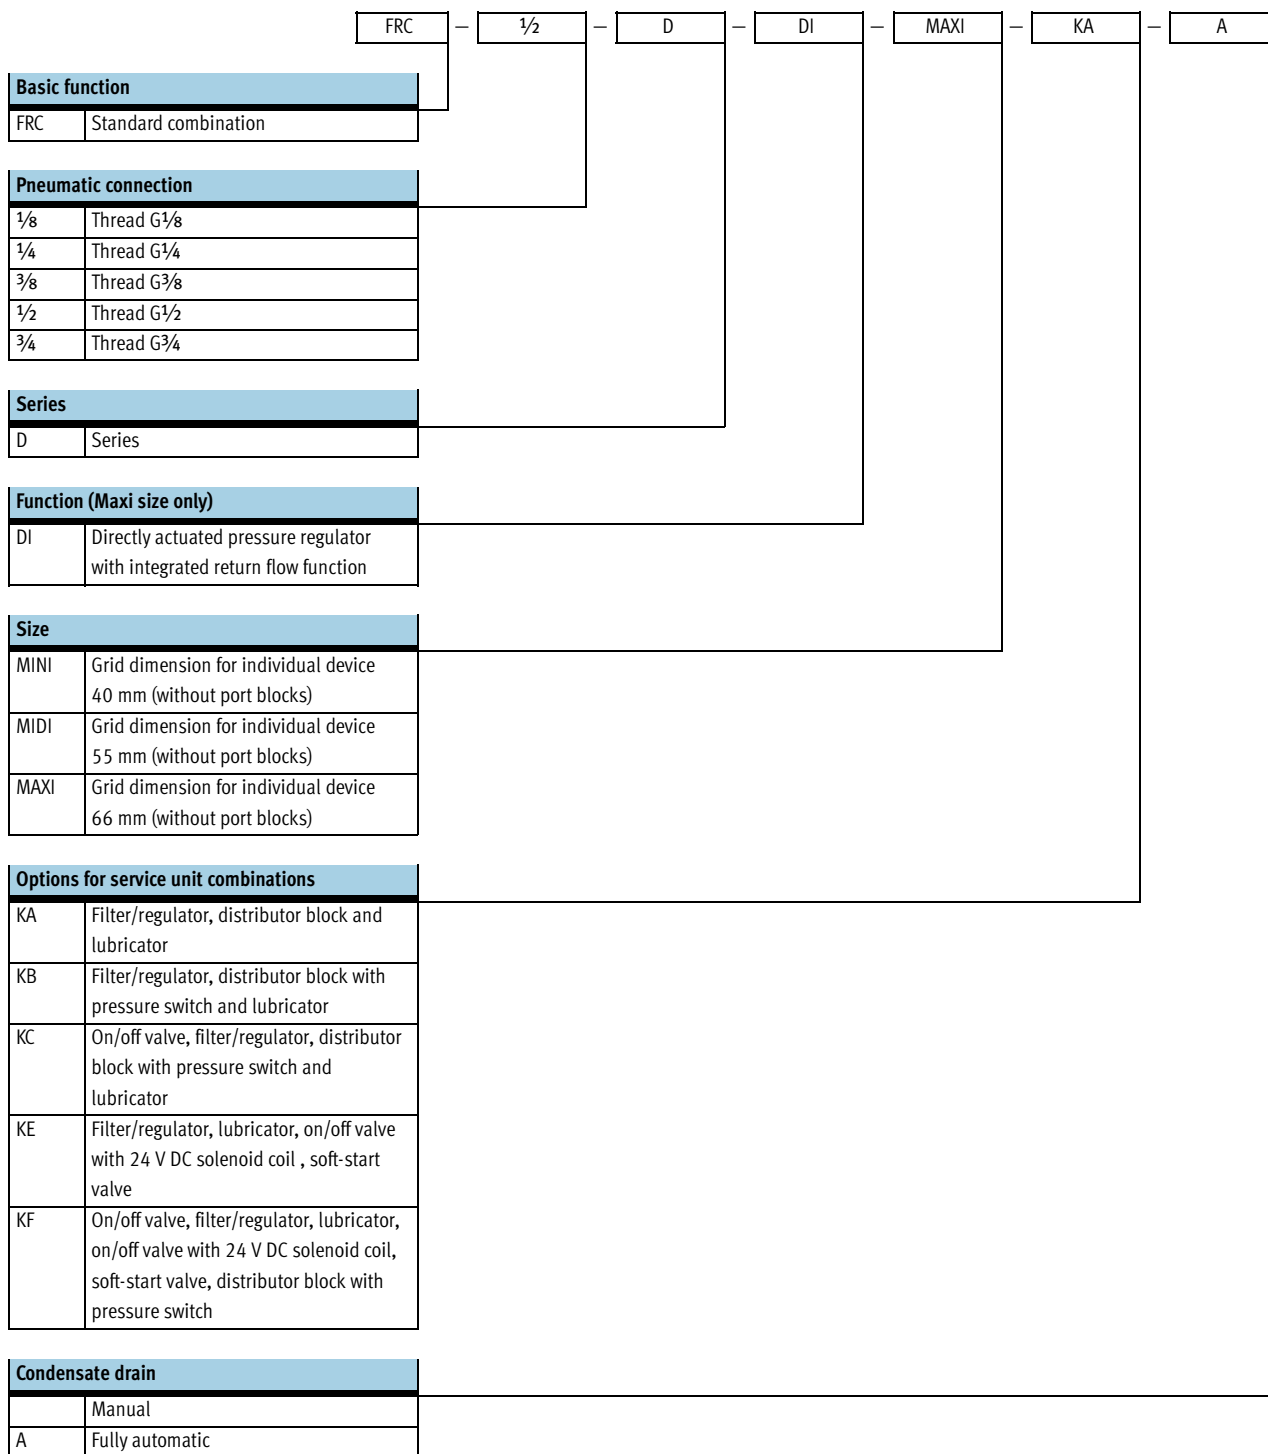 FRC – ½ – D – DI – MAXI – KA – A
Basic function
FRC Standard combination
Pneumatic connection
⅛ Thread G⅛
¼ Thread G¼
⅜ Thread G⅜
½ Thread G½
¾ Thread G¾
Series
D Series
Function (Maxi size only)
DI Directly actuated pressure regulator
with integrated return flow function
Size
MINI Grid dimension for individual device
40 mm (without port blocks)
MIDI Grid dimension for individual device
55 mm (without port blocks)
MAXI Grid dimension for individual device
66 mm (without port blocks)
Options for service unit combinations
KA Filter/regulator, distributor block and
lubricator
KB Filter/regulator, distributor block with
pressure switch and lubricator
KC On/off valve, filter/regulator, distributor
block with pressure switch and
lubricator
KE Filter/regulator, lubricator, on/off valve
with 24 V DC solenoid coil , soft-start
valve
KF On/off valve, filter/regulator, lubricator,
on/off valve with 24 V DC solenoid coil,
soft-start valve, distributor block with
pressure switch
Condensate drain
Manual
A Fully automatic